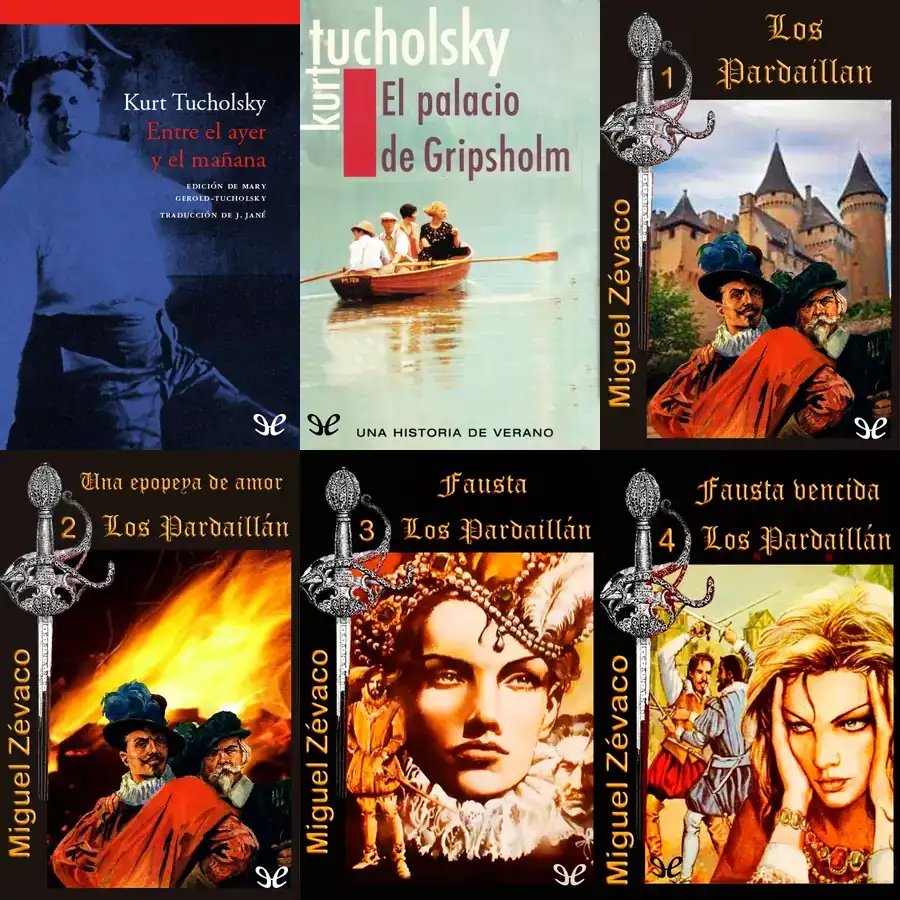 Kurt Tucholsky
Entre el ayer
y el mañana
EDICIÓN DE MARY
GEROLD-TUCHOLSKY
TRADUCCIÓN DE J. JANÉ
kurt tucholsky
El palacio
de Gripsholm
UNA HISTORIA DE VERANO
1
Los
Pardaillan
Miguel Zévaco
2
Una epopeya de amor
Los Pardaillán
Miguel Zévaco
3
Fausta
Los Pardaillán
Miguel Zévaco
4
Fausta vencida
Los Pardaillán
Miguel Zévaco